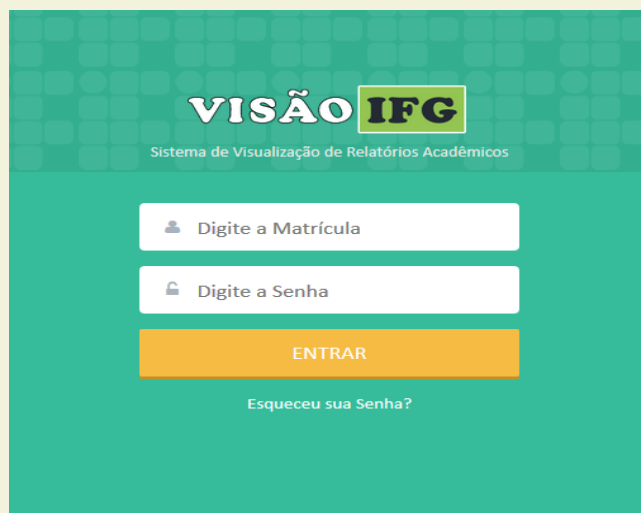 VISÃO IFG
Sistema de Visualização de Relatórios Acadêmicos
Digite a Matrícula
Digite a Senha
ENTRAR
Esqueceu sua Senha?